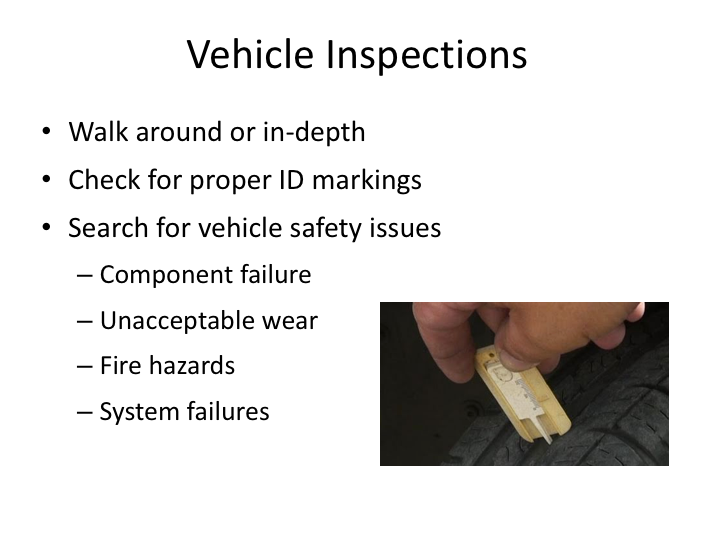 Vehicle Inspections
• Walk around or in-depth
• Check for proper ID markings
• Search for vehicle safety issues
– Component failure
– Unacceptable wear
– Fire hazards
– System failures